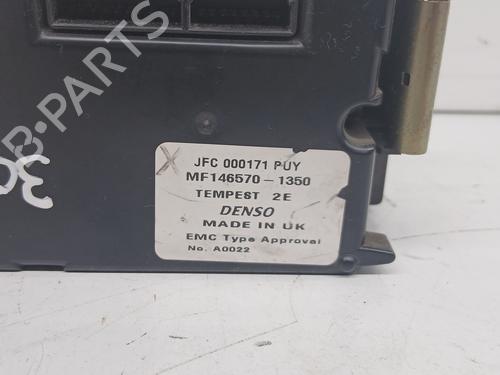 B-PARTS
X
JFC 000171 PUY
MF146570-1350
TEMPEST 2E
DENSO
MADE IN UK
EMC Type Approval
No. A0022